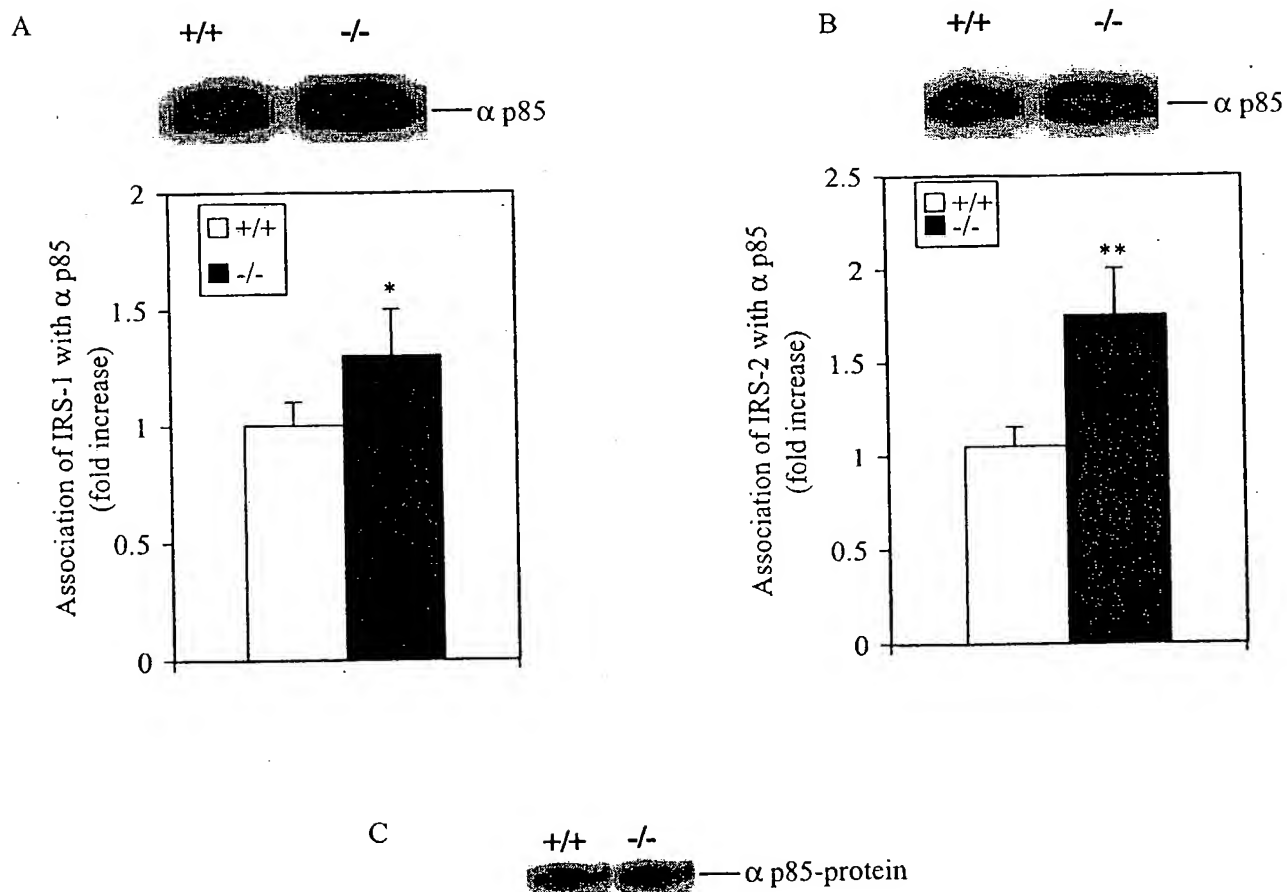 A
+/+ -/-
α p85
2
1.5
1
0.5
0
Association of IRS-1 with α p85
(fold increase)
+/+
-/-
*
B
+/+ -/-
α p85
2.5
2
1.5
1
0.5
0
Association of IRS-2 with α p85
(fold increase)
+/+
-/-
**
C
+/+ -/-
α p85-protein